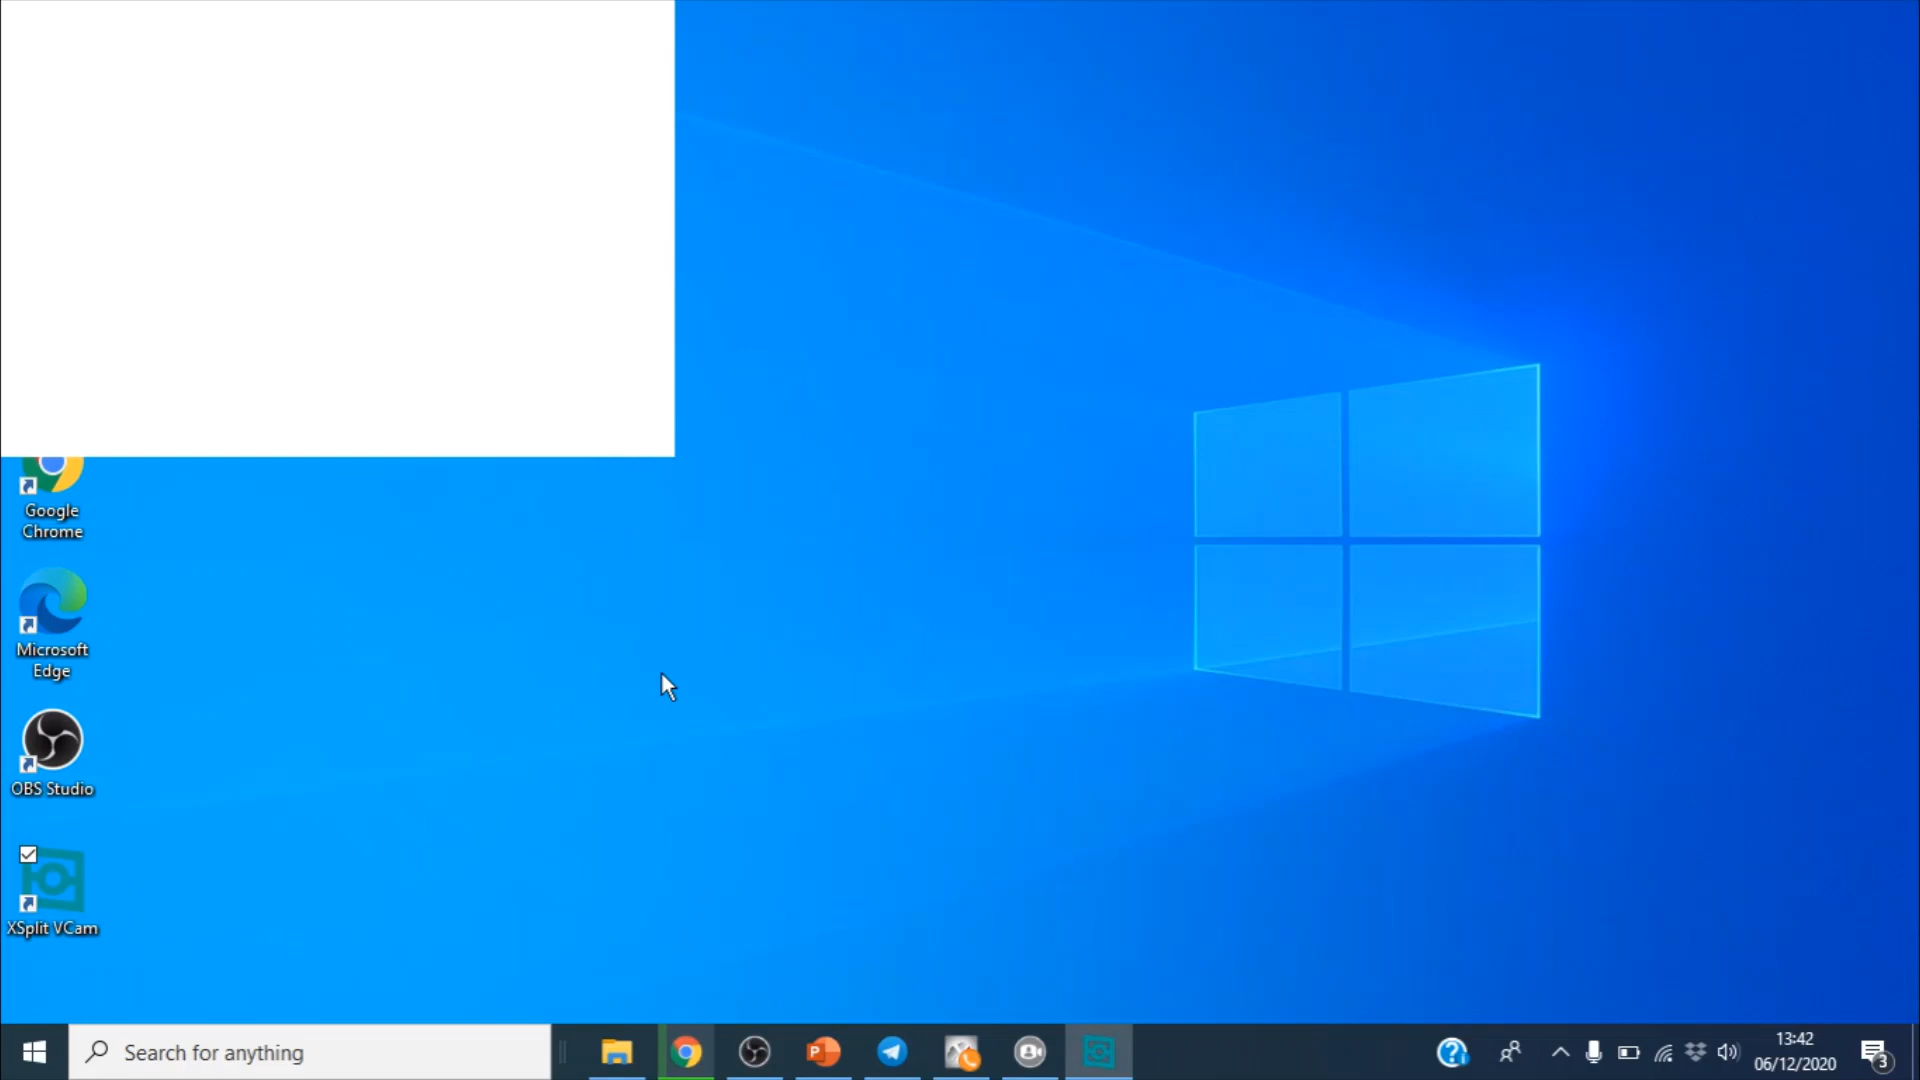 Google
Chrome
Microsoft
Edge
OBS Studio
XSplit VCam
Search for anything
P
13:42
06/12/2020
3